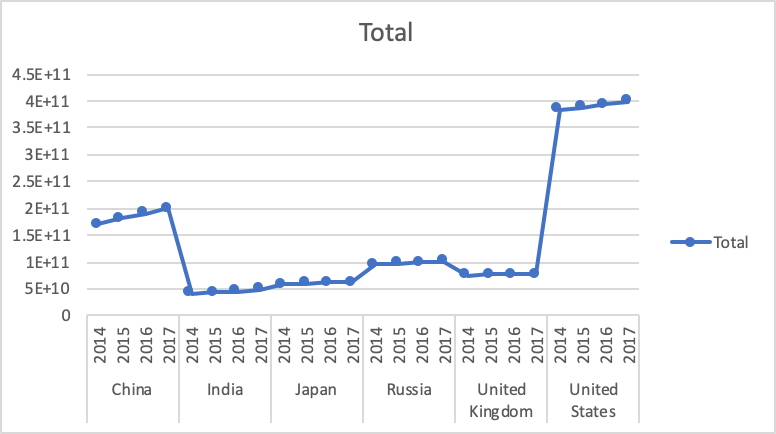 Total
4.5E+11
4E+11
3.5E+11
3E+11
2.5E+11
2E+11
1.5E+11
1E+11
5E+10
0
Total
2014 2015 2016 2017 2014 2015 2016 2017 2014 2015 2016 2017 2014 2015 2016 2017 2014 2015 2016 2017 2014 2015 2016 2017
China India Japan Russia United United
Kingdom States